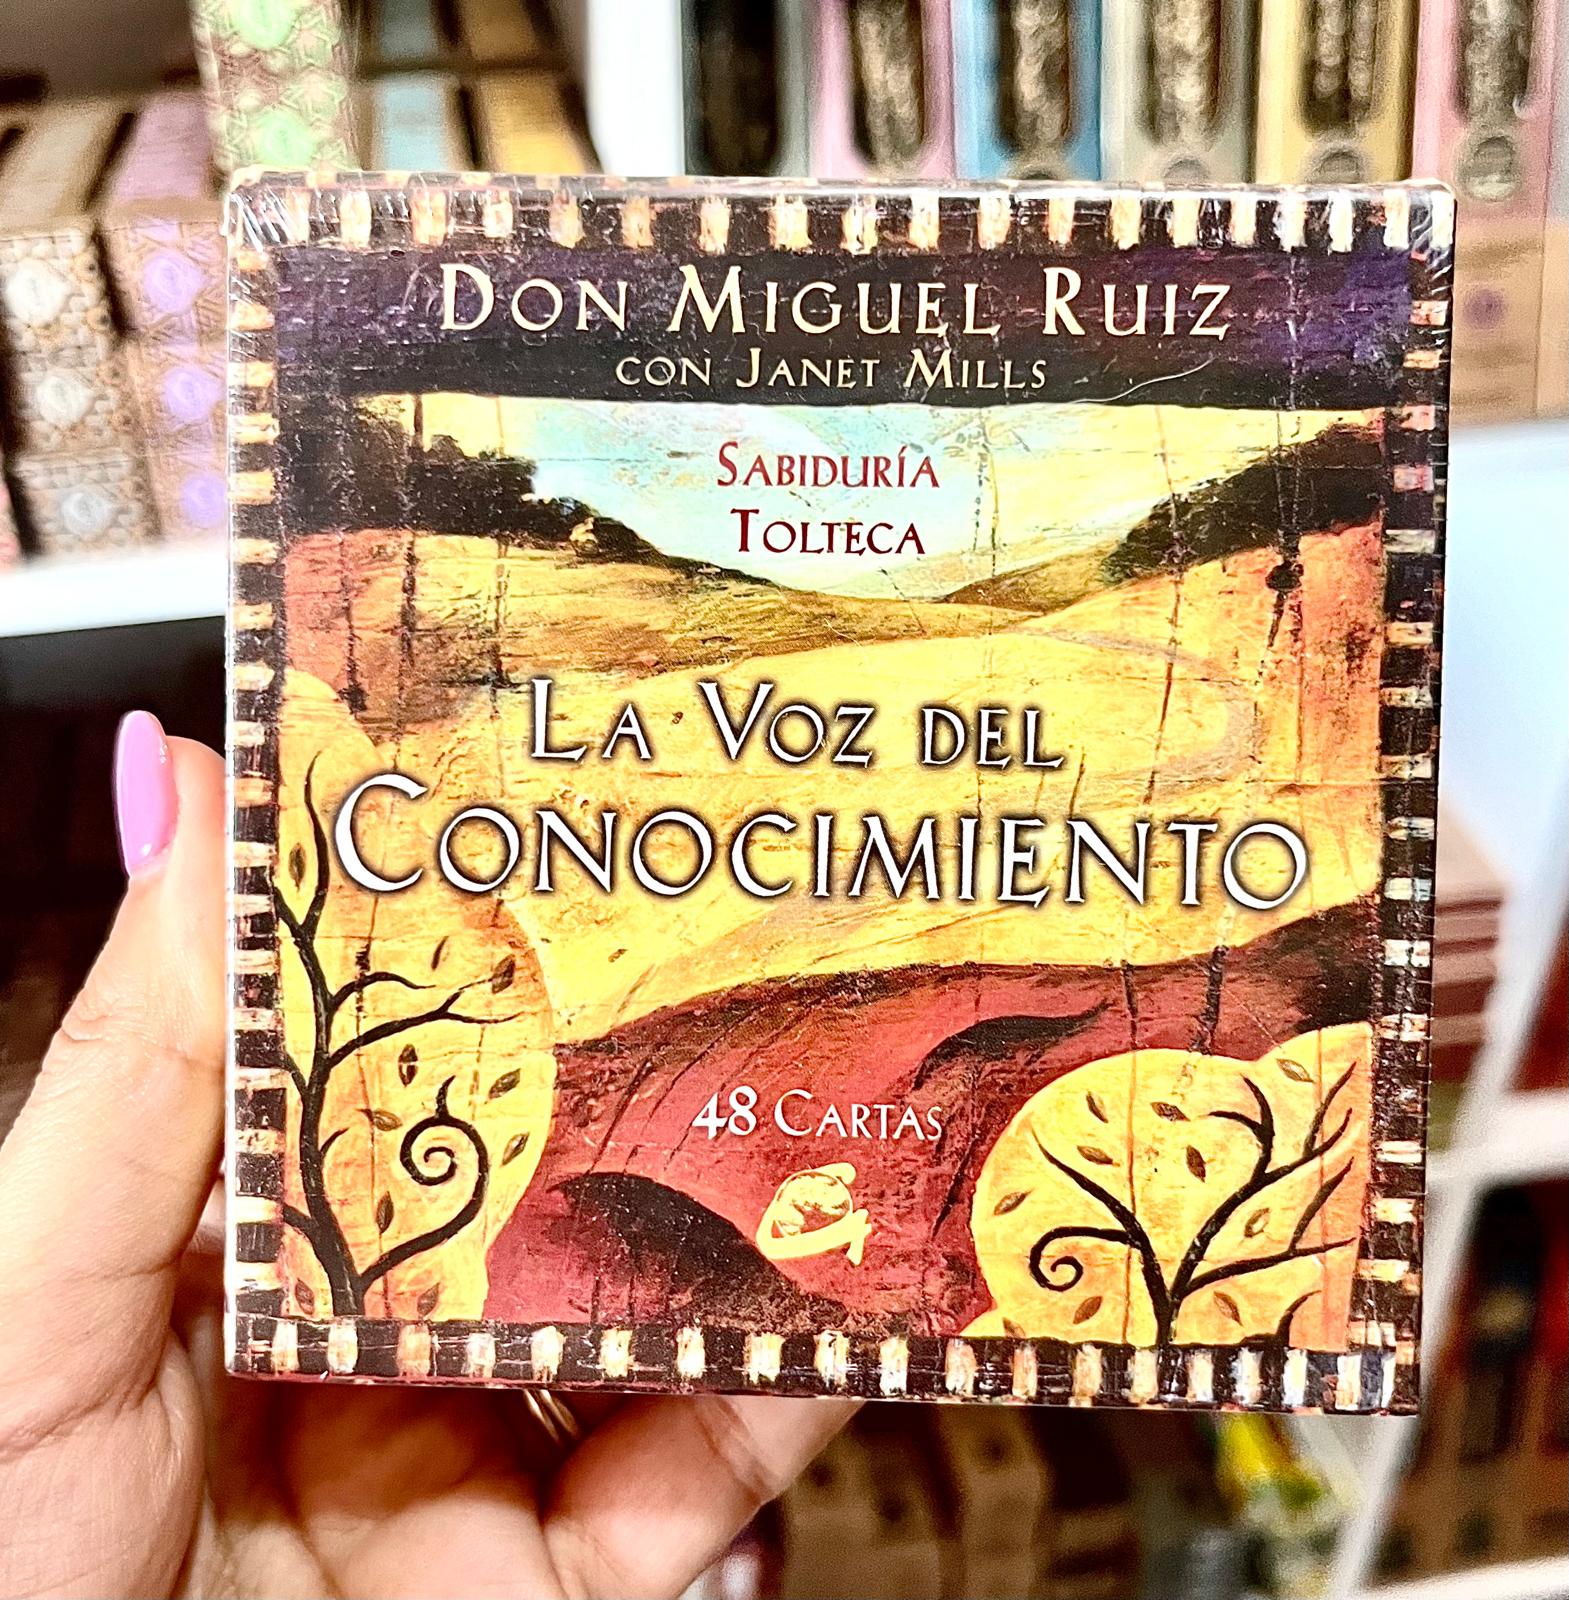 DON MIGUEL RUIZ
CON JANET MILLS
SABIDURÍA
TOLTECA
LA VOZ DEL
CONOCIMIENTO
48 CARTAS